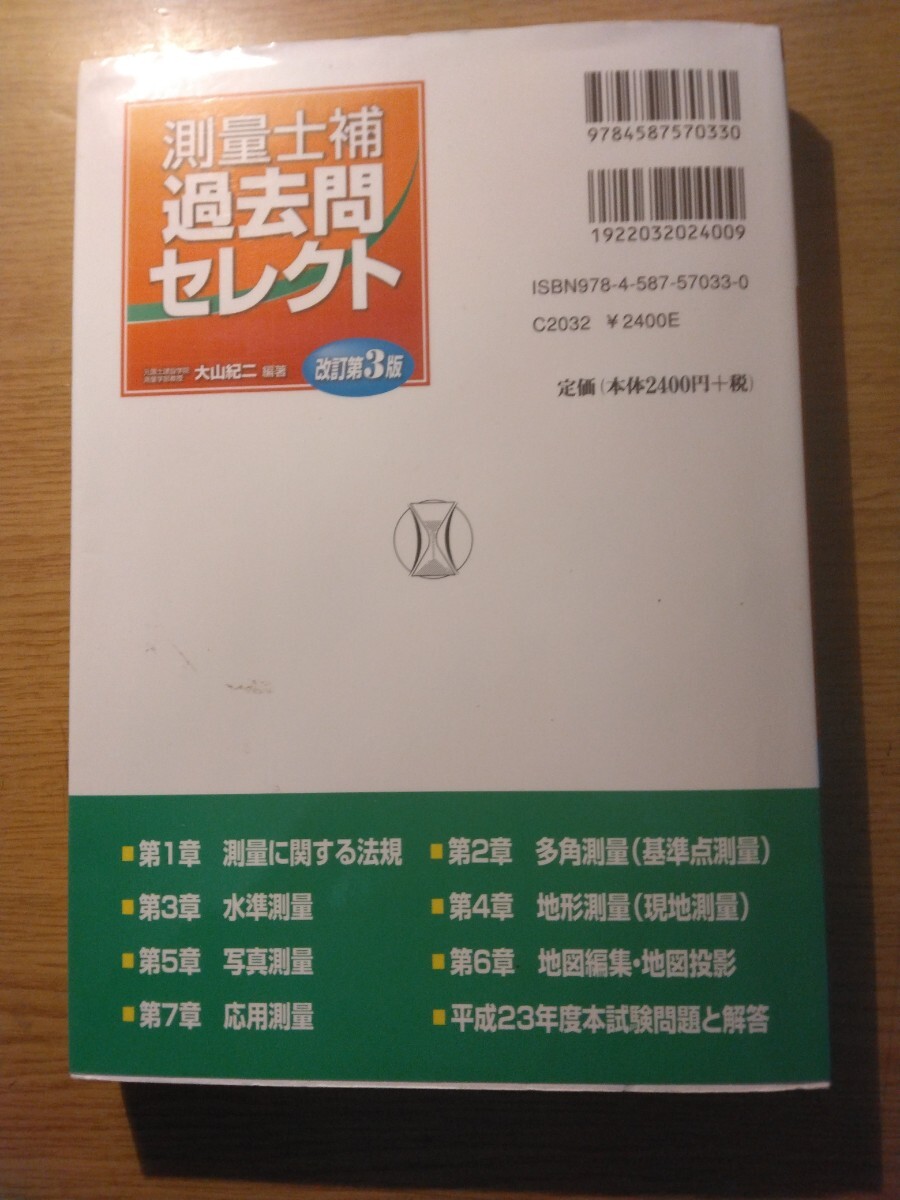 測量士補
過去問
セレクト
大山紀二 編著
改訂第3版
9784587570330
1922032024009
ISBN978-4-587-57033-0
C2032 ¥2400E
定価(本体2400円+税)
第1章 測量に関する法規
第2章 多角測量(基準点測量)
第3章 水準測量
第4章 地形測量(現地測量)
第5章 写真測量
第6章 地図編集・地図投影
第7章 応用測量
平成23年度本試験問題と解答